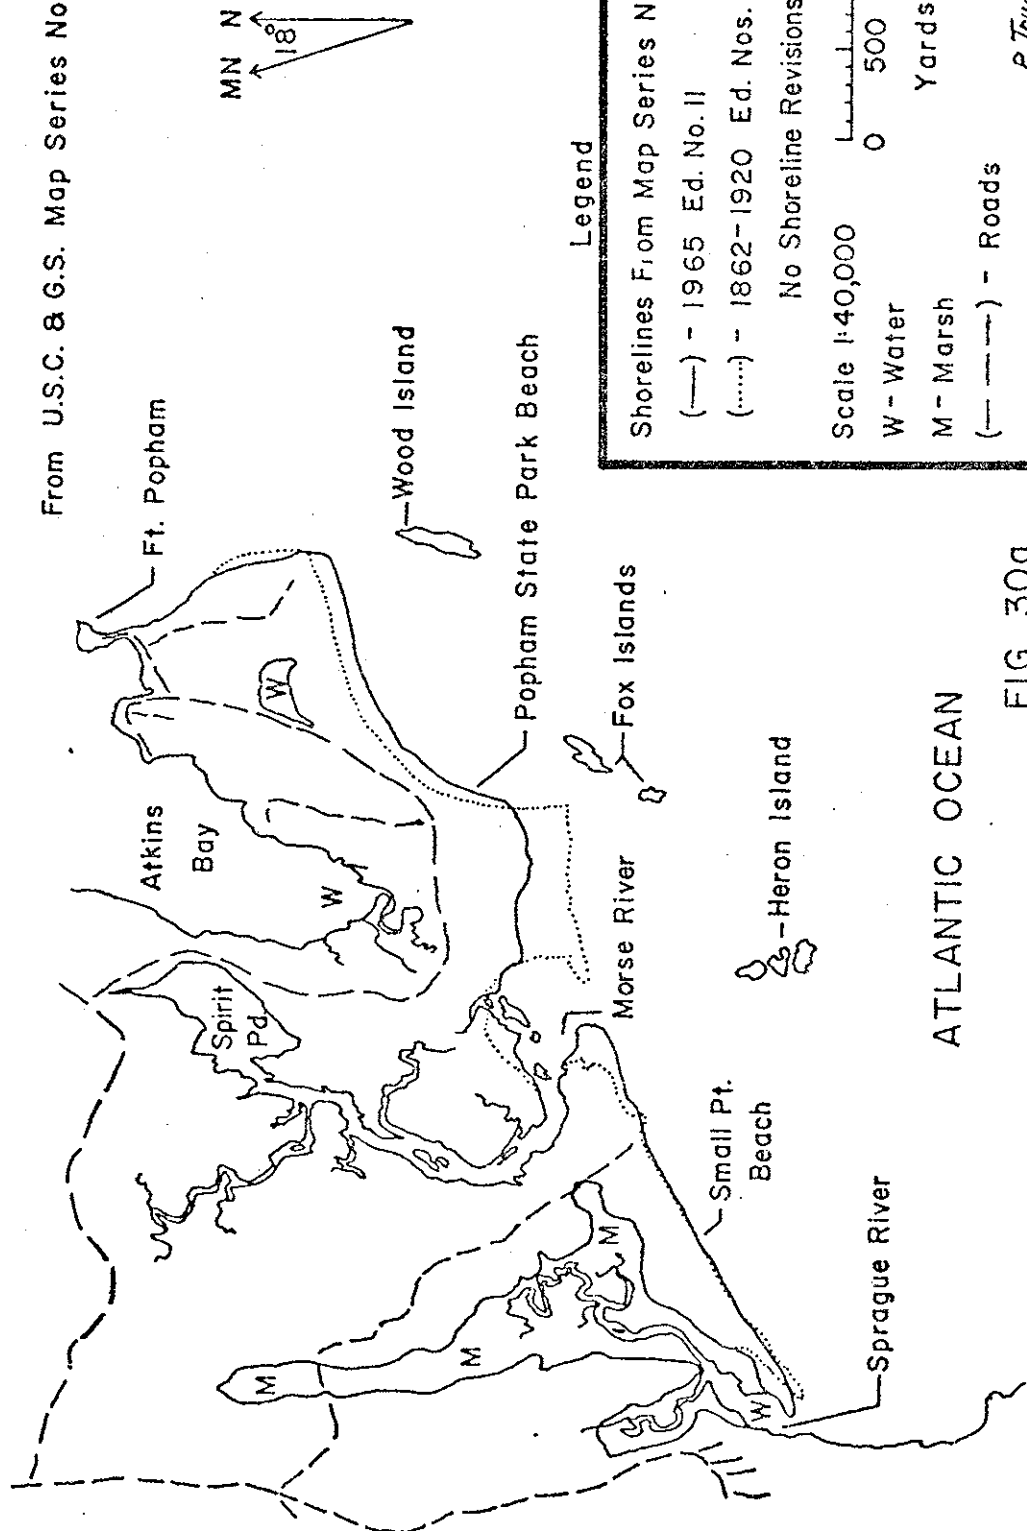 From U.S.C. & G.S. Map Series No
MN N
18°
Ft. Popham
Wood Island
Popham State Park Beach
Fox Islands
Atkins
Bay
W
W
Spirit
Pd.
Morse River
Heron Island
Small Pt.
Beach
Sprague River
M
M
M
W
ATLANTIC OCEAN
Legend
Shorelines From Map Series N
(——) - 1965 Ed. No. 11
(......) - 1862-1920 Ed. Nos.
No Shoreline Revisions
Scale 1:40,000
0 500
Yards
W - Water
M - Marsh
(— — —) - Roads
FIG 30a